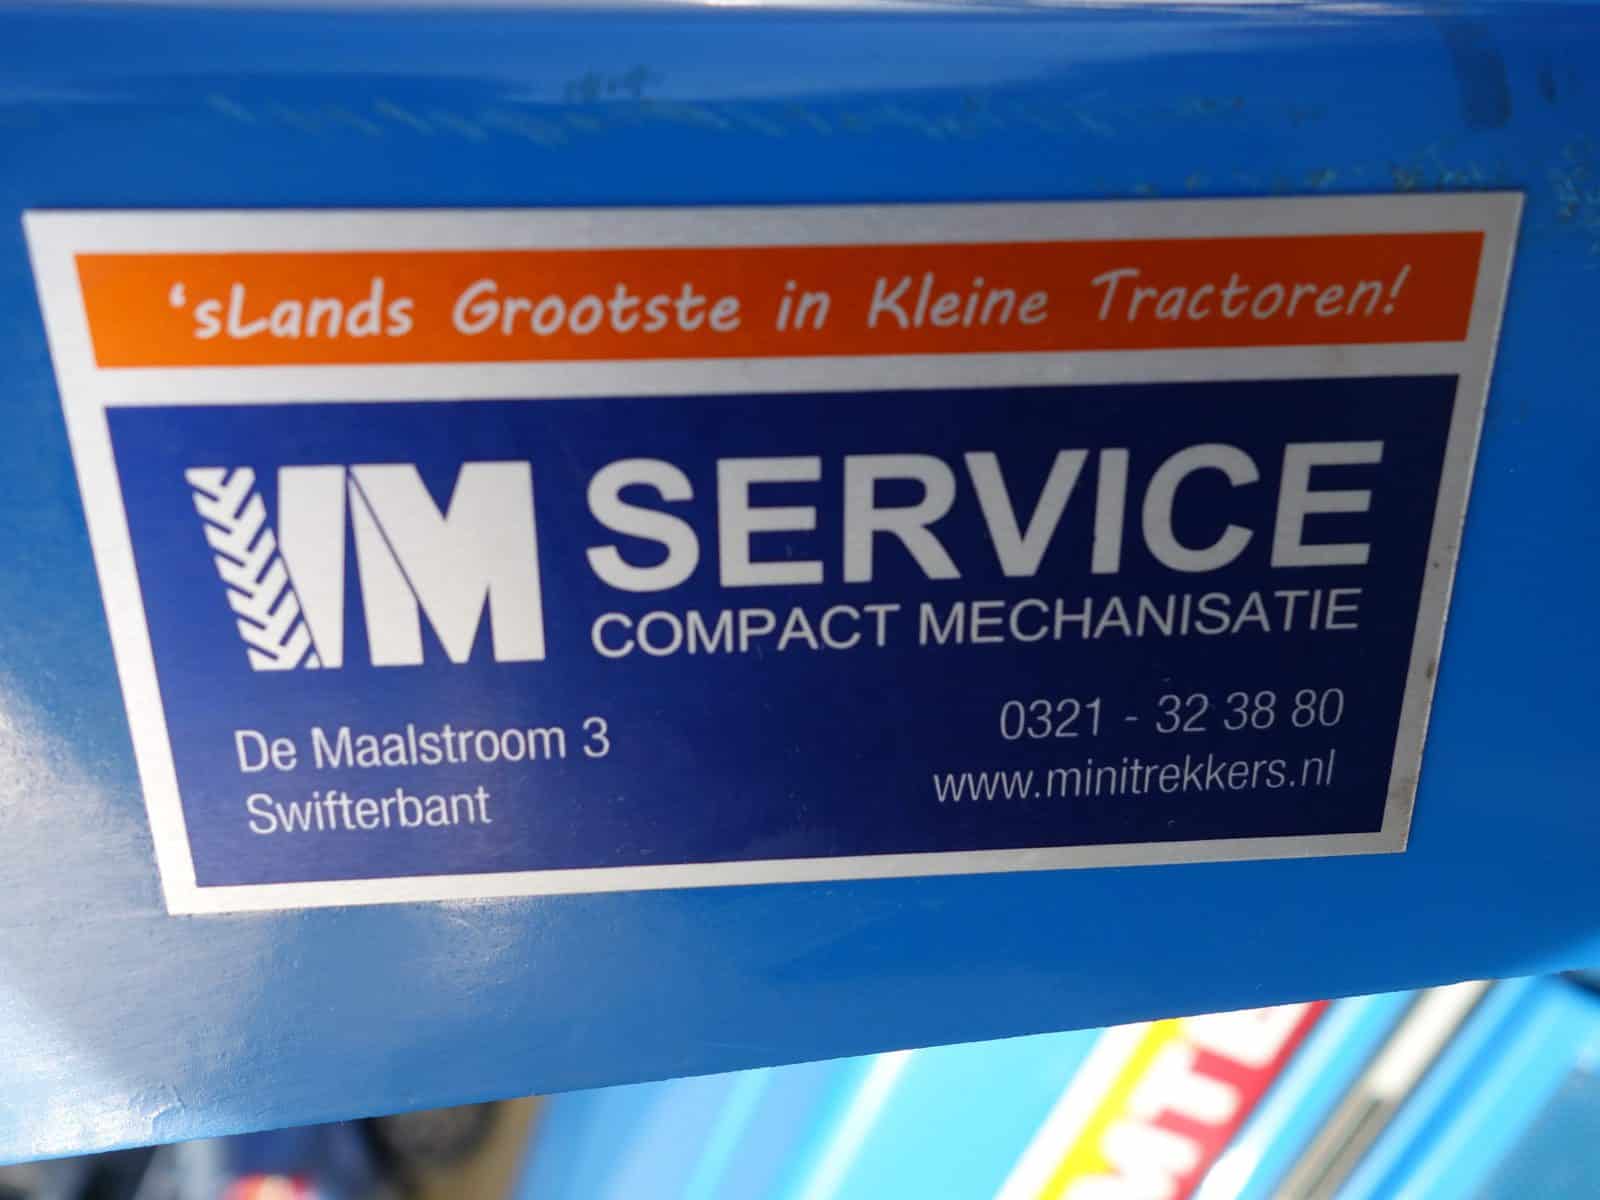 'sLands Grootste in Kleine Tractoren!
IM SERVICE
COMPACT MECHANISATIE
De Maalstroom 3
Swifterbant
0321 - 32 38 80
www.minitrekkers.nl